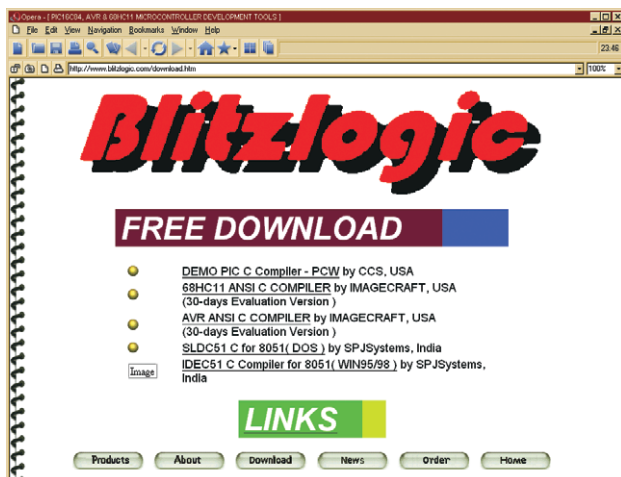 Opera - [ PIC16C84, AVR & 68HC11 MICROCONTROLLER DEVELOPMENT TOOLS ]
File Edit View Navigation Bookmarks Window Help
23:46
http://www.blitzlogic.com/download.htm 100%
Blitzlogic
FREE DOWNLOAD
DEMO PIC C Compiler - PCW by CCS, USA
68HC11 ANSI C COMPILER by IMAGECRAFT, USA
(30-days Evaluation Version )
AVR ANSI C COMPILER by IMAGECRAFT, USA
(30-days Evaluation Version )
SLDC51 C for 8051( DOS ) by SPJSystems, India
Image
IDEC51 C Compiler for 8051( WIN95/98 ) by SPJSystems,
India
LINKS
Products About Download News Order Home